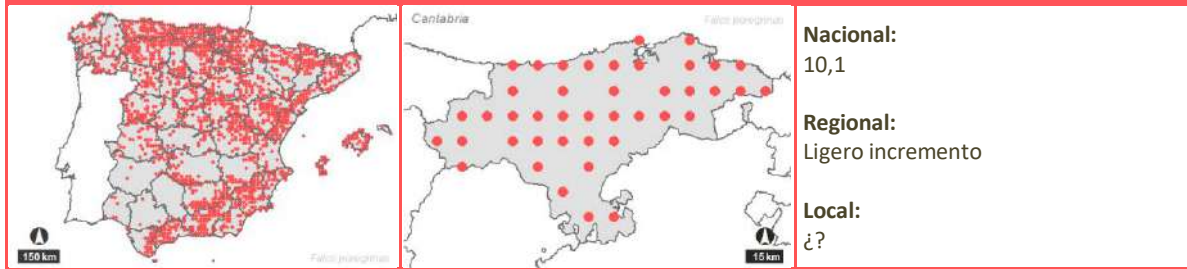 150 km
Falco peregrinus
Cantabria
Falco peregrinus
15 km
Nacional:
10,1
Regional:
Ligero incremento
Local:
¿?